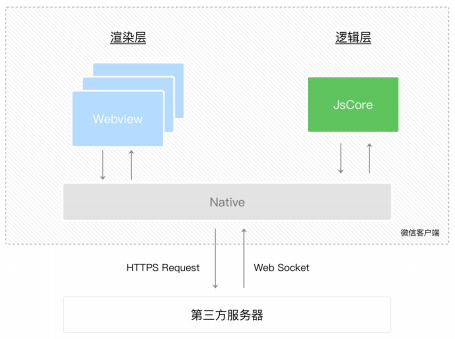 渲染层
逻辑层
Webview
JsCore
Native
微信客户端
HTTPS Request
Web Socket
第三方服务器